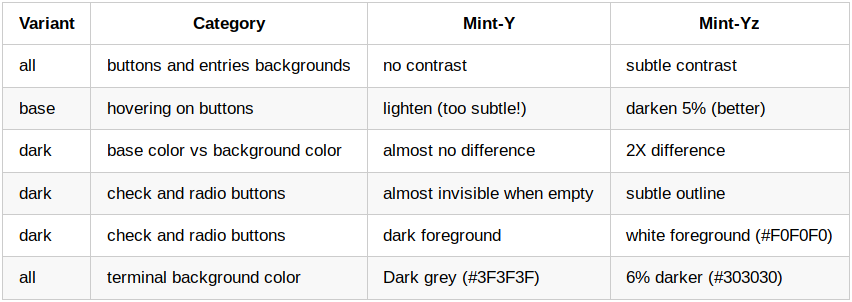 Variant Category Mint-Y Mint-Yz
all buttons and entries backgrounds no contrast subtle contrast
base hovering on buttons lighten (too subtle!) darken 5% (better)
dark base color vs background color almost no difference 2X difference
dark check and radio buttons almost invisible when empty subtle outline
dark check and radio buttons dark foreground white foreground (#F0F0F0)
all terminal background color Dark grey (#3F3F3F) 6% darker (#303030)